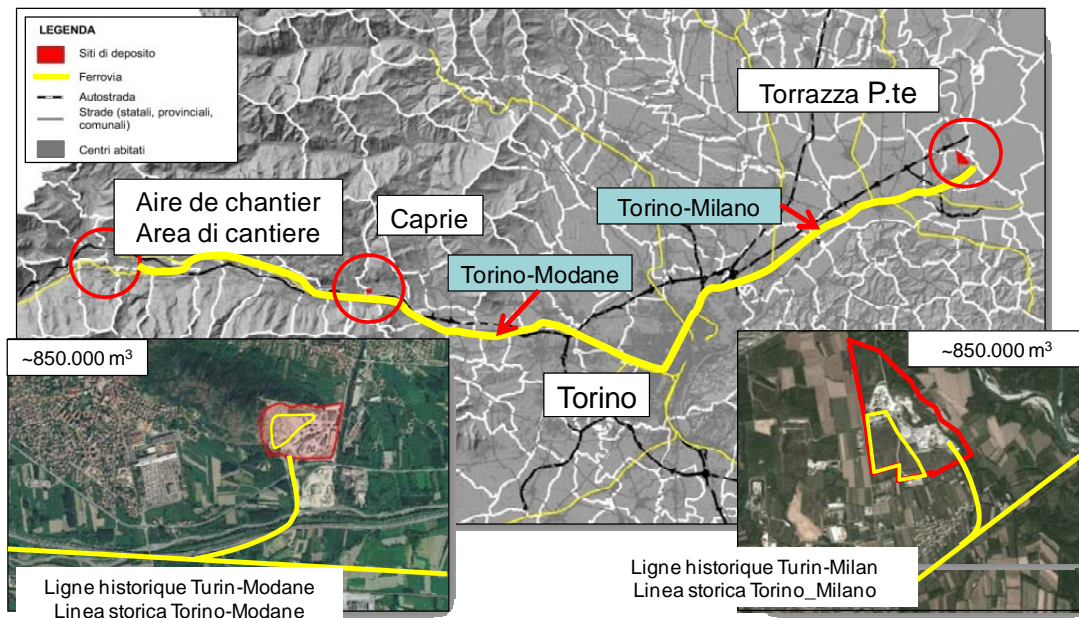 LEGENDA
Siti di deposito
Ferrovia
Autostrada
Strade (statali, provinciali,
comunali)
Centri abitati
Torrazza P.te
Aire de chantier
Area di cantiere
Caprie
Torino-Milano
Torino-Modane
~850.000 m³
~850.000 m³
Torino
Ligne historique Turin-Modane
Linea storica Torino-Modane
Ligne historique Turin-Milan
Linea storica Torino_Milano